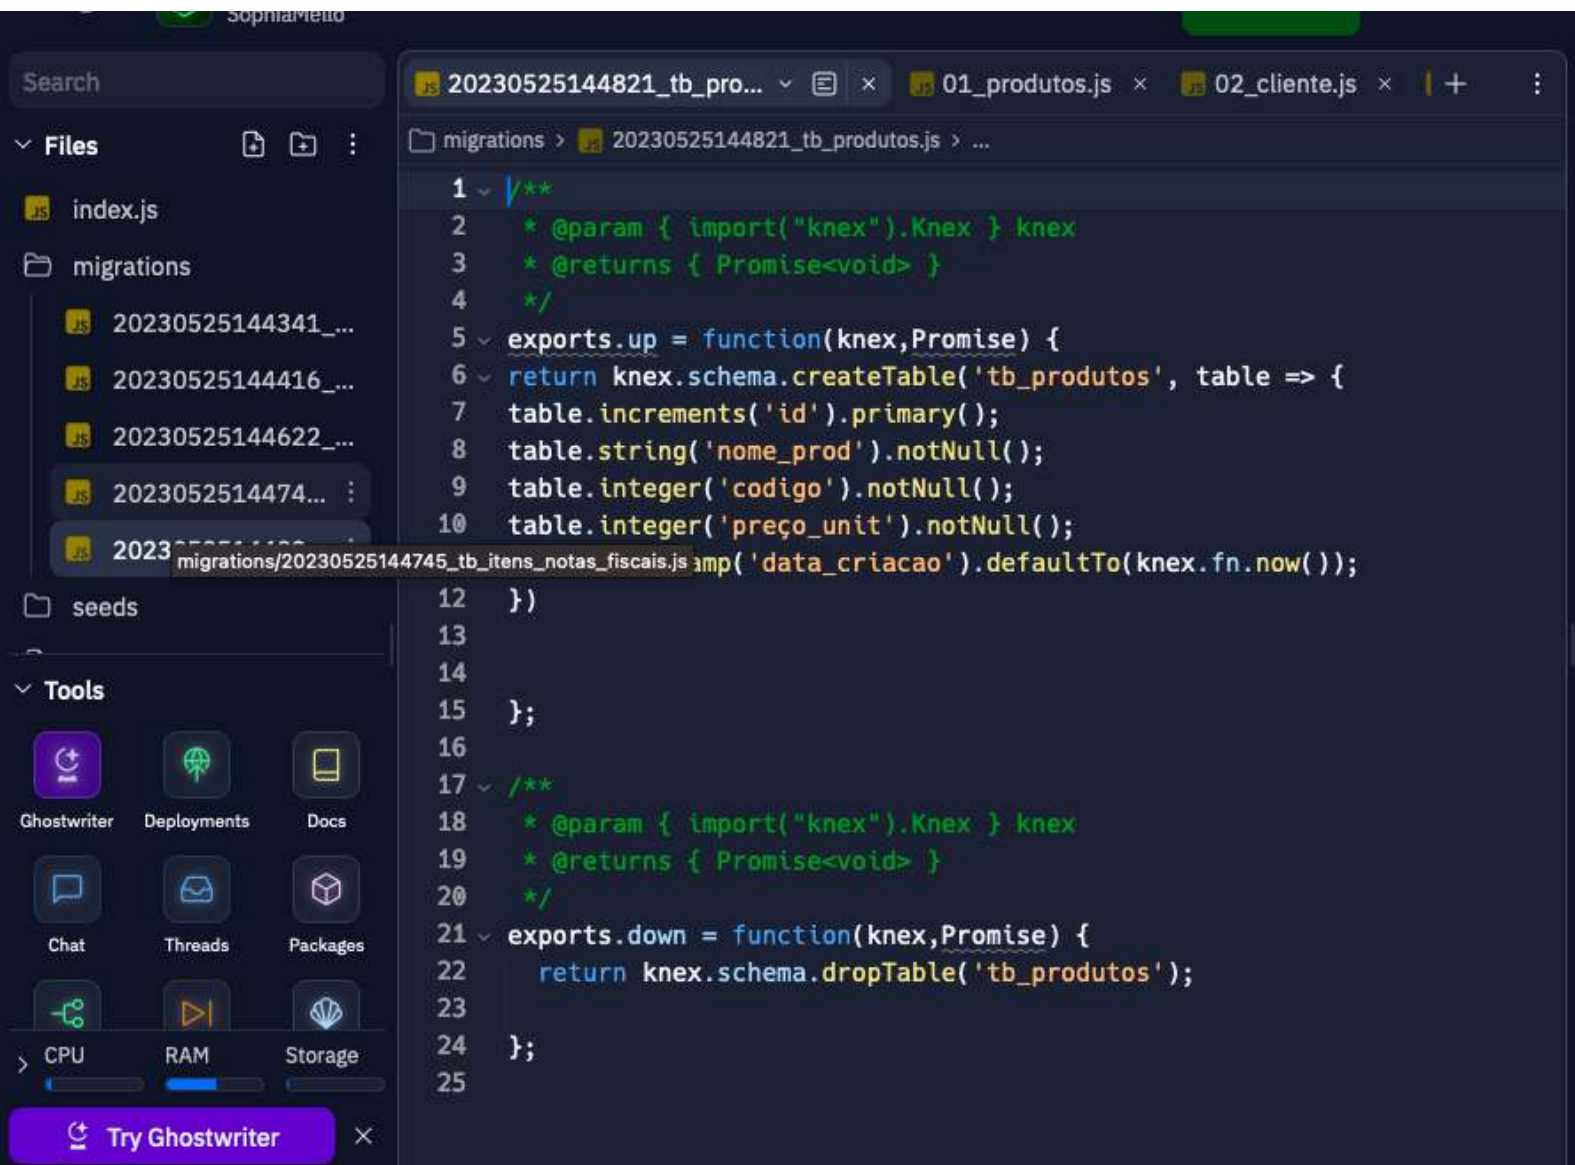 SophiaMello
Search
Files
index.js
migrations
20230525144341_...
20230525144416_...
20230525144622_...
2023052514474...
2023
migrations/20230525144745_tb_itens_notas_fiscais.js
seeds
Tools
Ghostwriter Deployments Docs
Chat Threads Packages
CPU RAM Storage
Try Ghostwriter ×
20230525144821_tb_pro... × 01_produtos.js × 02_cliente.js × +
migrations > 20230525144821_tb_produtos.js > ...
1 /**
2 * @param { import("knex").Knex } knex
3 * @returns { Promise<void> }
4 */
5 exports.up = function(knex,Promise) {
6 return knex.schema.createTable('tb_produtos', table => {
7 table.increments('id').primary();
8 table.string('nome_prod').notNull();
9 table.integer('codigo').notNull();
10 table.integer('preço_unit').notNull();
amp('data_criacao').defaultTo(knex.fn.now());
12 })
13
14
15 };
16
17 /**
18 * @param { import("knex").Knex } knex
19 * @returns { Promise<void> }
20 */
21 exports.down = function(knex,Promise) {
22 return knex.schema.dropTable('tb_produtos');
23
24 };
25